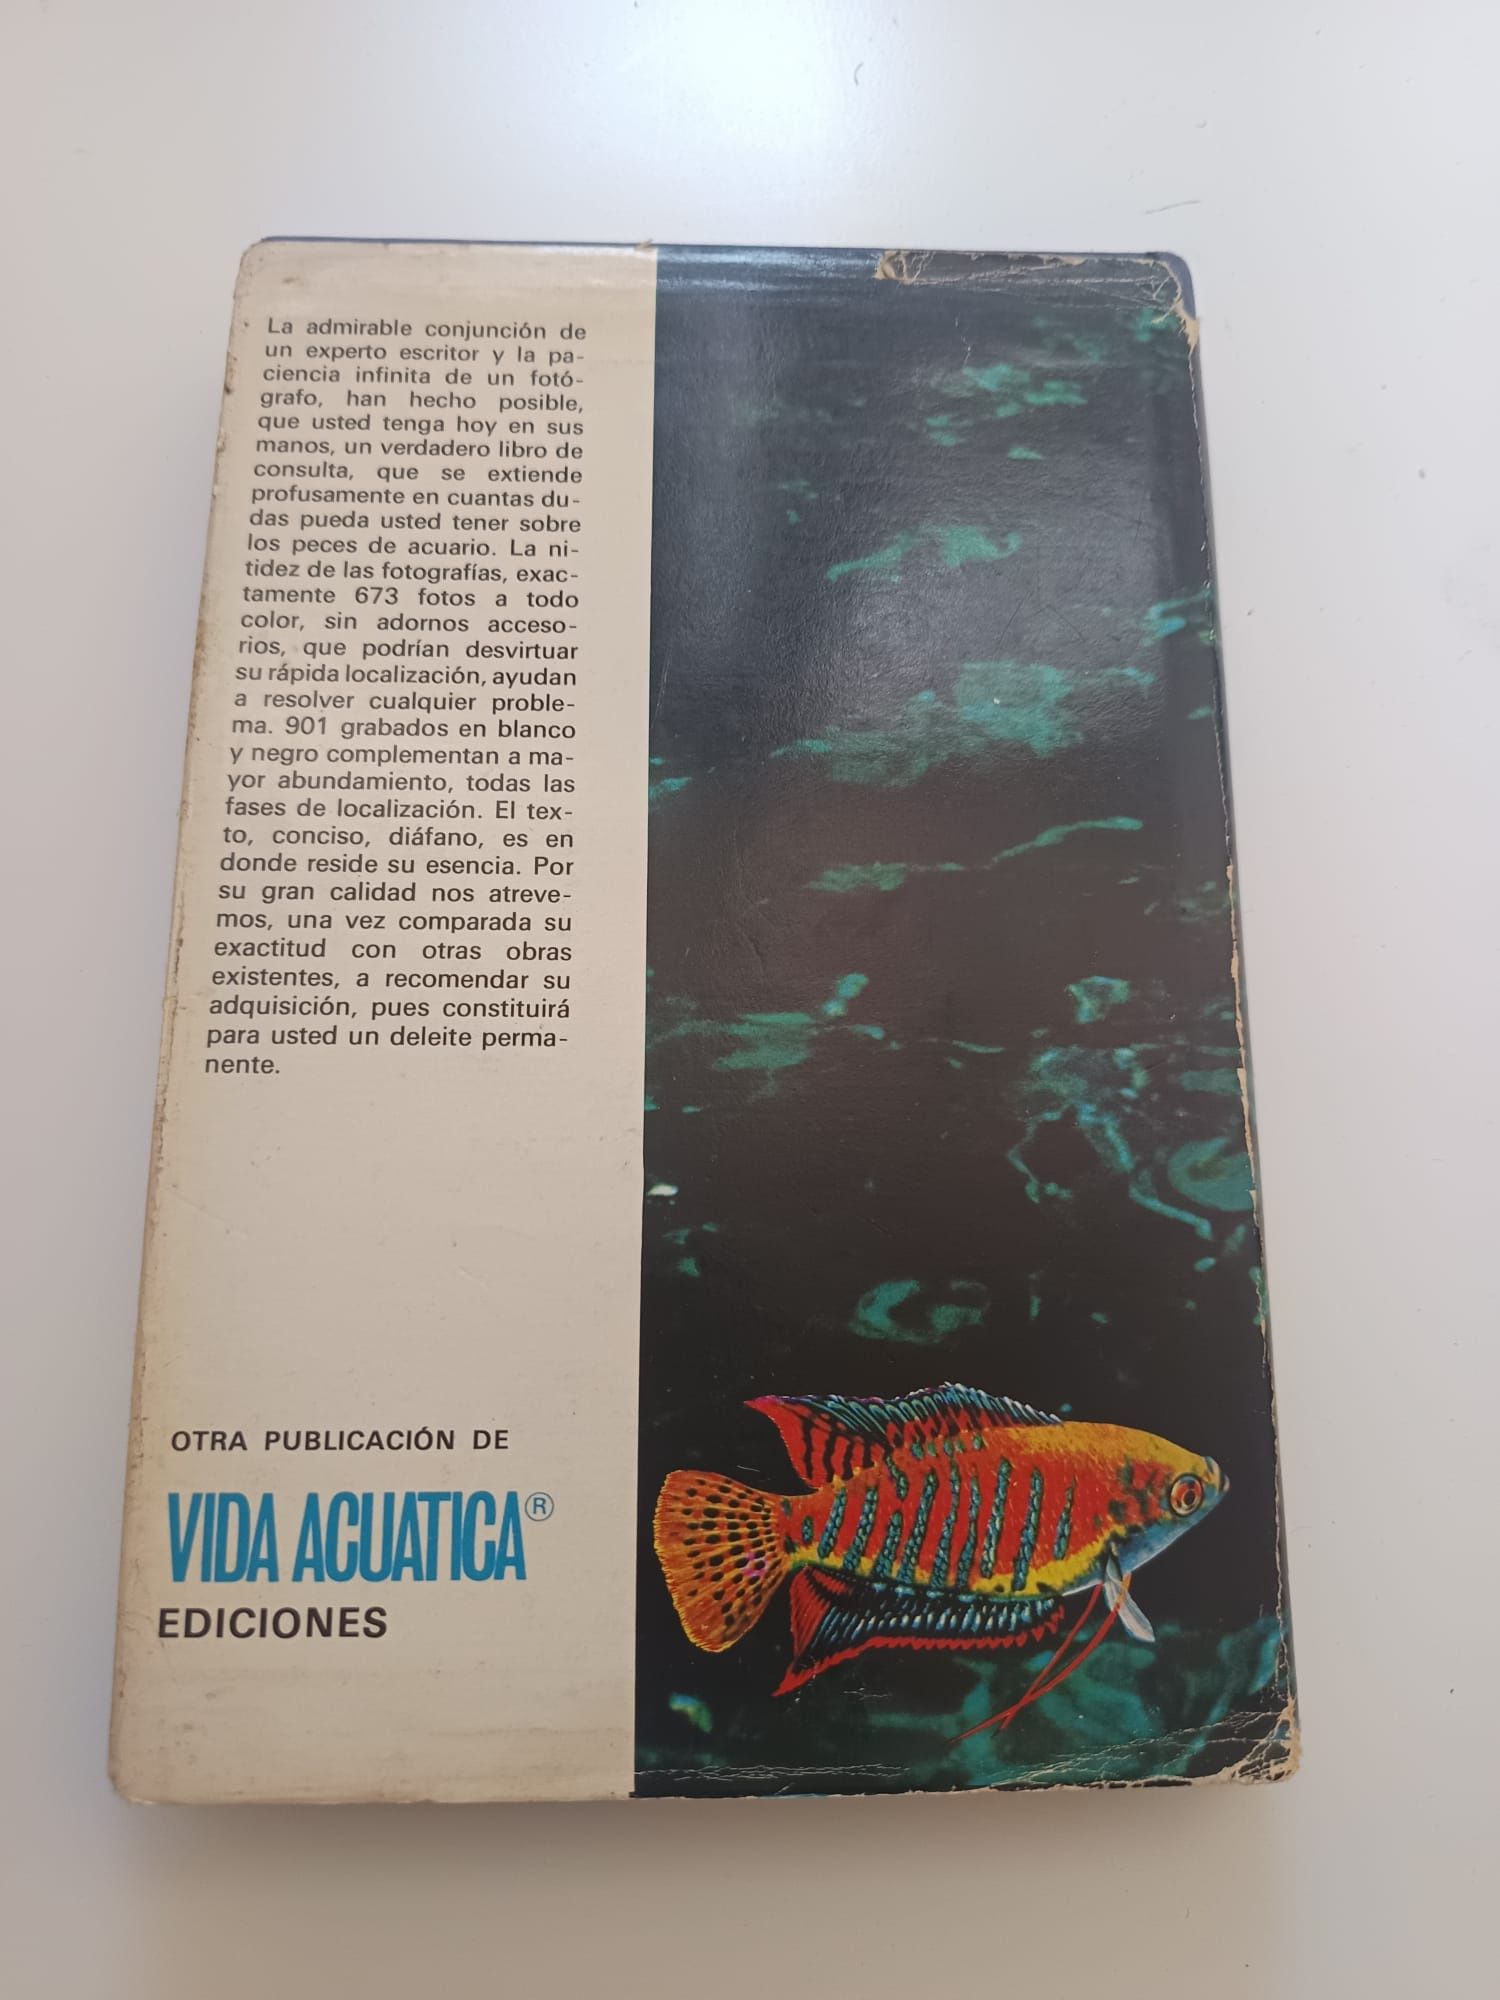 La admirable conjunción de
un experto escritor y la pa-
ciencia infinita de un fotó-
grafo, han hecho posible,
que usted tenga hoy en sus
manos, un verdadero libro de
consulta, que se extiende
profusamente en cuantas du-
das pueda usted tener sobre
los peces de acuario. La ni-
tidez de las fotografías, exac-
tamente 673 fotos a todo
color, sin adornos acceso-
rios, que podrían desvirtuar
su rápida localización, ayudan
a resolver cualquier proble-
ma. 901 grabados en blanco
y negro complementan a ma-
yor abundamiento, todas las
fases de localización. El tex-
to, conciso, diáfano, es en
donde reside su esencia. Por
su gran calidad nos atreve-
mos, una vez comparada su
exactitud con otras obras
existentes, a recomendar su
adquisición, pues constituirá
para usted un deleite perma-
nente.
OTRA PUBLICACIÓN DE
VIDA ACUATICA®
EDICIONES